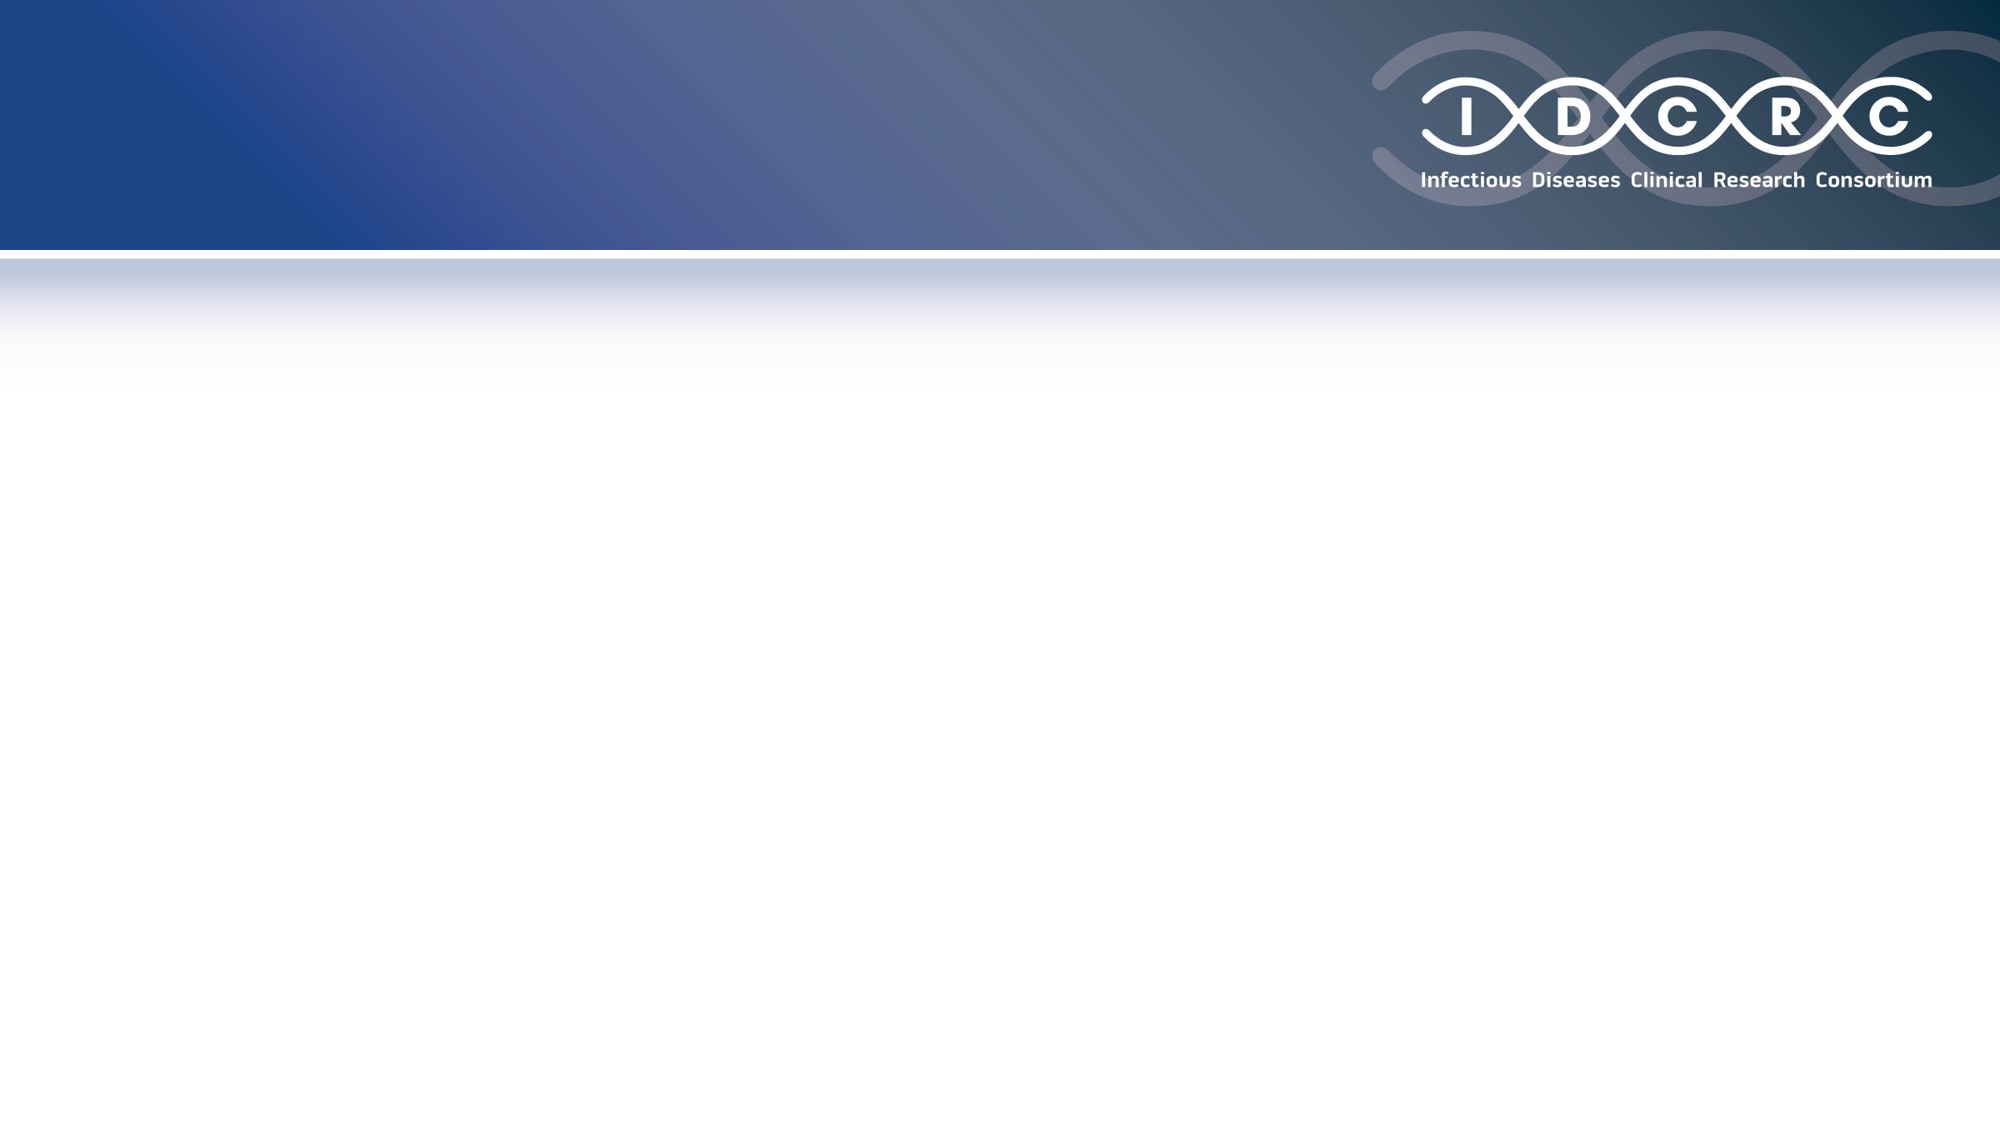 IDCRC
Infectious Diseases Clinical Research Consortium